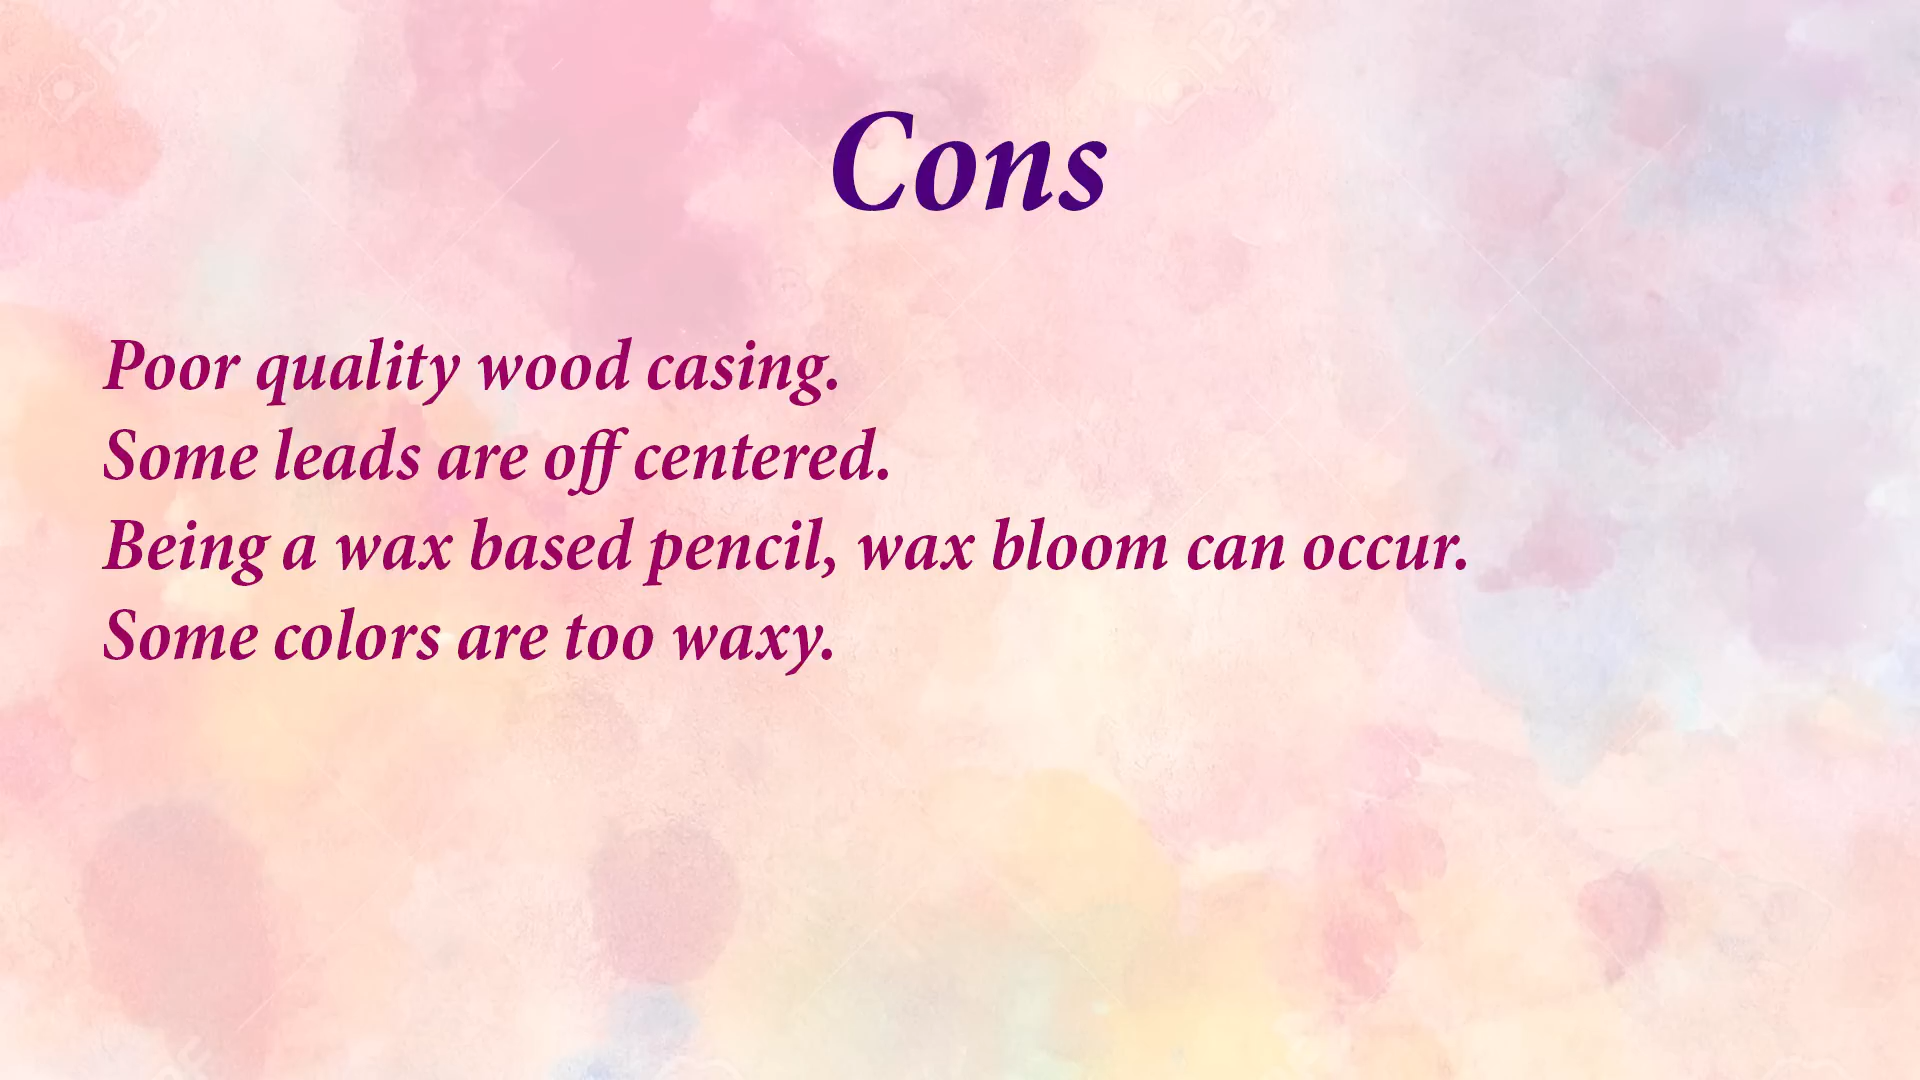 Cons
Poor quality wood casing.
Some leads are off centered.
Being a wax based pencil, wax bloom can occur.
Some colors are too waxy.